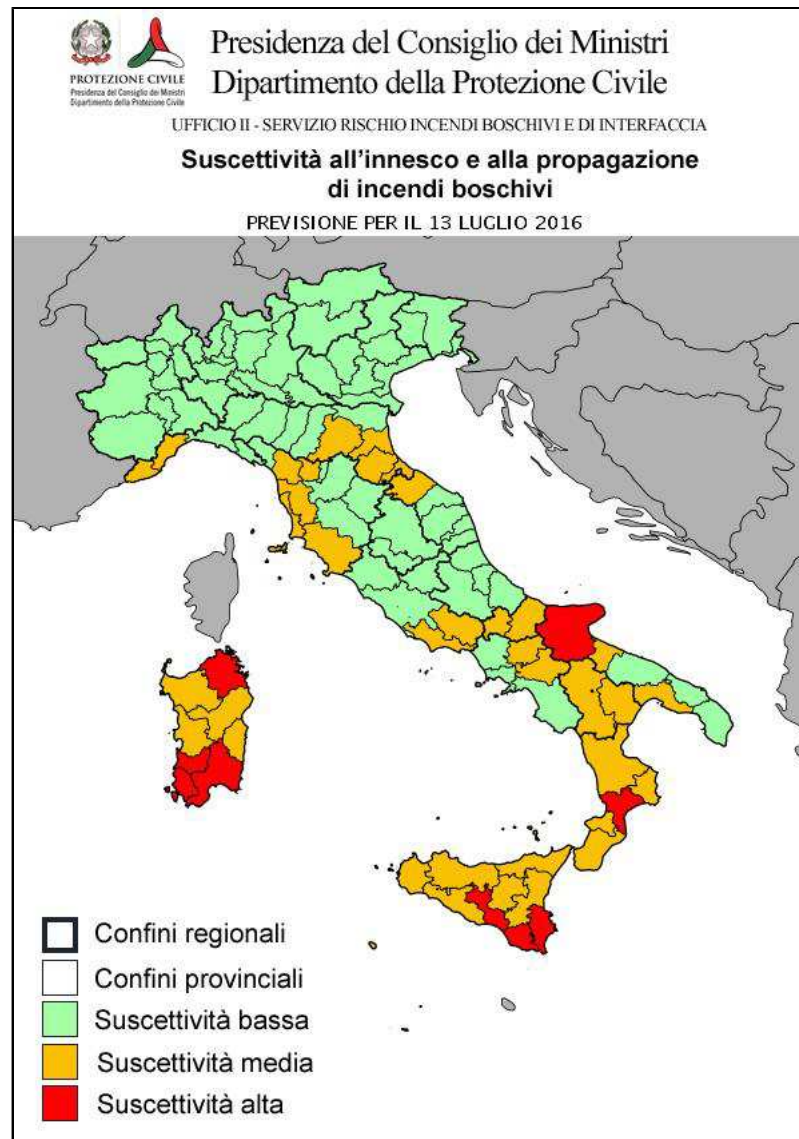 PROTEZIONE CIVILE
Presidenza del Consiglio dei Ministri
Dipartimento della Protezione Civile
Presidenza del Consiglio dei Ministri
Dipartimento della Protezione Civile
UFFICIO II - SERVIZIO RISCHIO INCENDI BOSCHIVI E DI INTERFACCIA
Suscettività all'innesco e alla propagazione
di incendi boschivi
PREVISIONE PER IL 13 LUGLIO 2016
Confini regionali
Confini provinciali
Suscettività bassa
Suscettività media
Suscettività alta